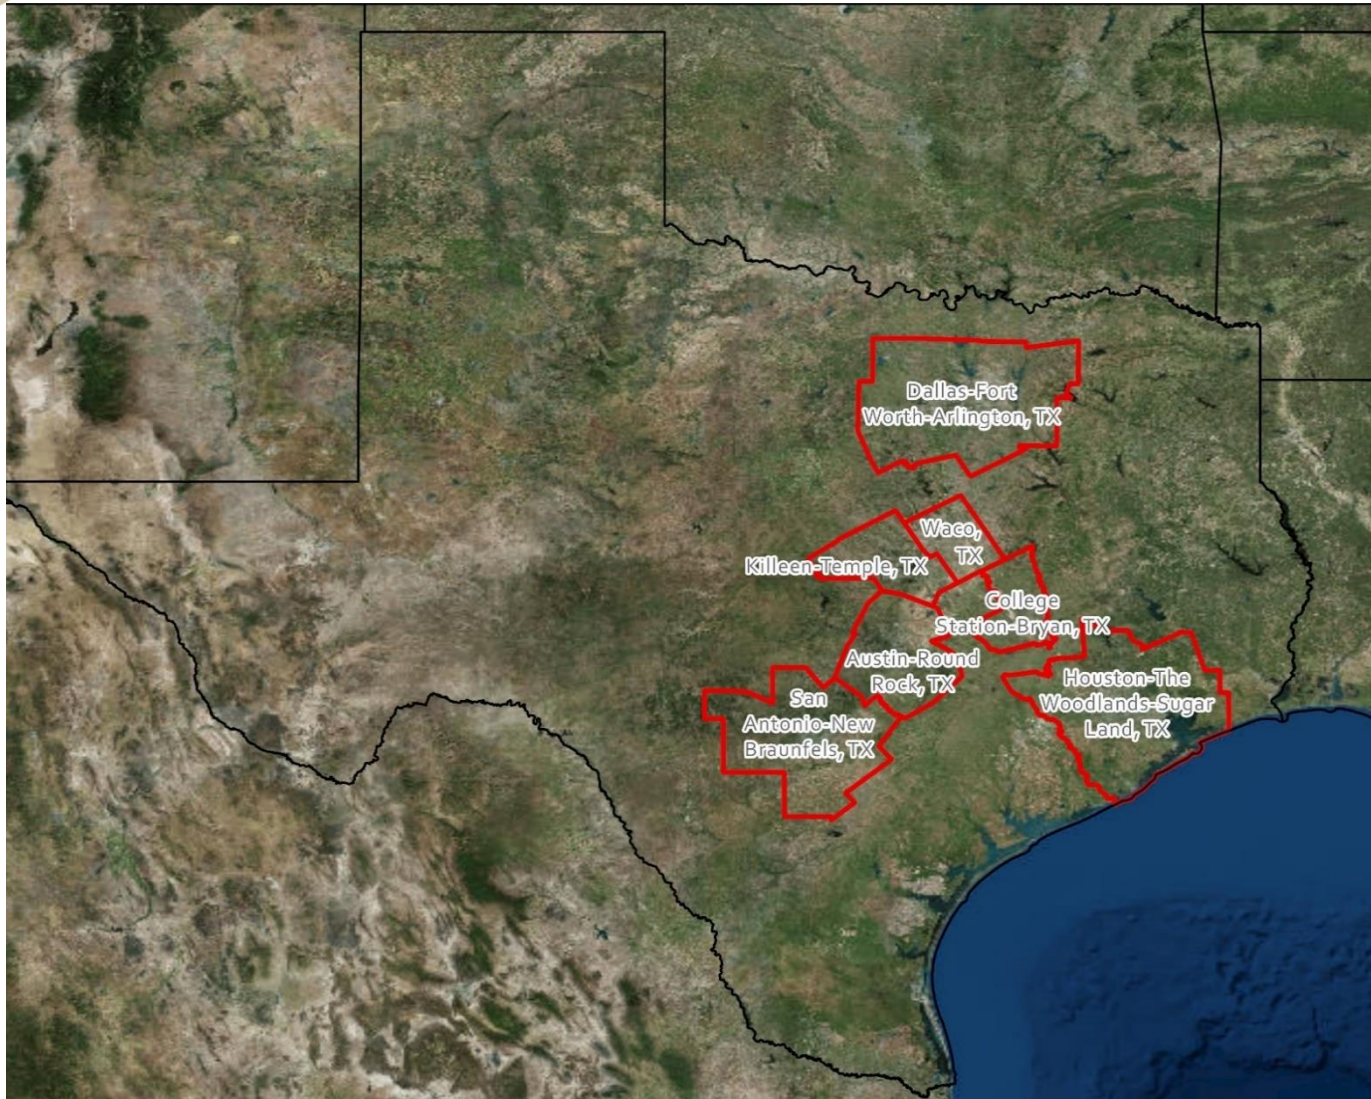 Dallas-Fort
Worth-Arlington, TX
Waco,
TX
Killeen-Temple, TX
College
Station-Bryan, TX
Austin-Round
Rock, TX
Houston-The
Woodlands-Sugar
Land, TX
San
Antonio-New
Braunfels, TX